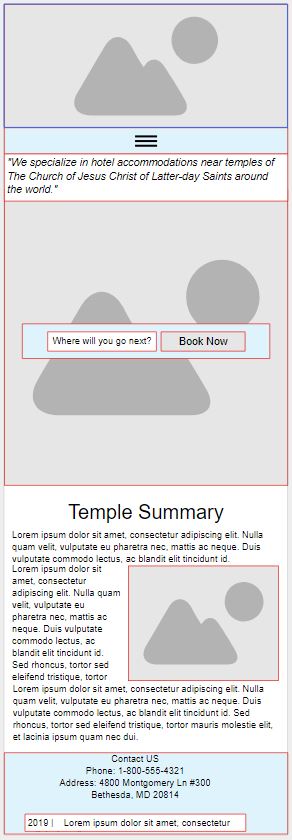 "We specialize in hotel accommodations near temples of
The Church of Jesus Christ of Latter-day Saints around
the world."
Where will you go next?
Book Now
Temple Summary
Lorem ipsum dolor sit amet, consectetur adipiscing elit. Nulla
quam velit, vulputate eu pharetra nec, mattis ac neque. Duis
vulputate commodo lectus, ac blandit elit tincidunt id.
Lorem ipsum dolor sit
amet, consectetur
adipiscing elit. Nulla quam
velit, vulputate eu
pharetra nec, mattis ac
neque. Duis vulputate
commodo lectus, ac
blandit elit tincidunt id.
Sed rhoncus, tortor sed
eleifend tristique, tortor
Lorem ipsum dolor sit amet, consectetur adipiscing elit. Nulla
quam velit, vulputate eu pharetra nec, mattis ac neque. Duis
vulputate commodo lectus, ac blandit elit tincidunt id. Sed
rhoncus, tortor sed eleifend tristique, tortor mauris molestie elit,
et lacinia ipsum quam nec dui.
Contact US
Phone: 1-800-555-4321
Address: 4800 Montgomery Ln #300
Bethesda, MD 20814
2019 | Lorem ipsum dolor sit amet, consectetur